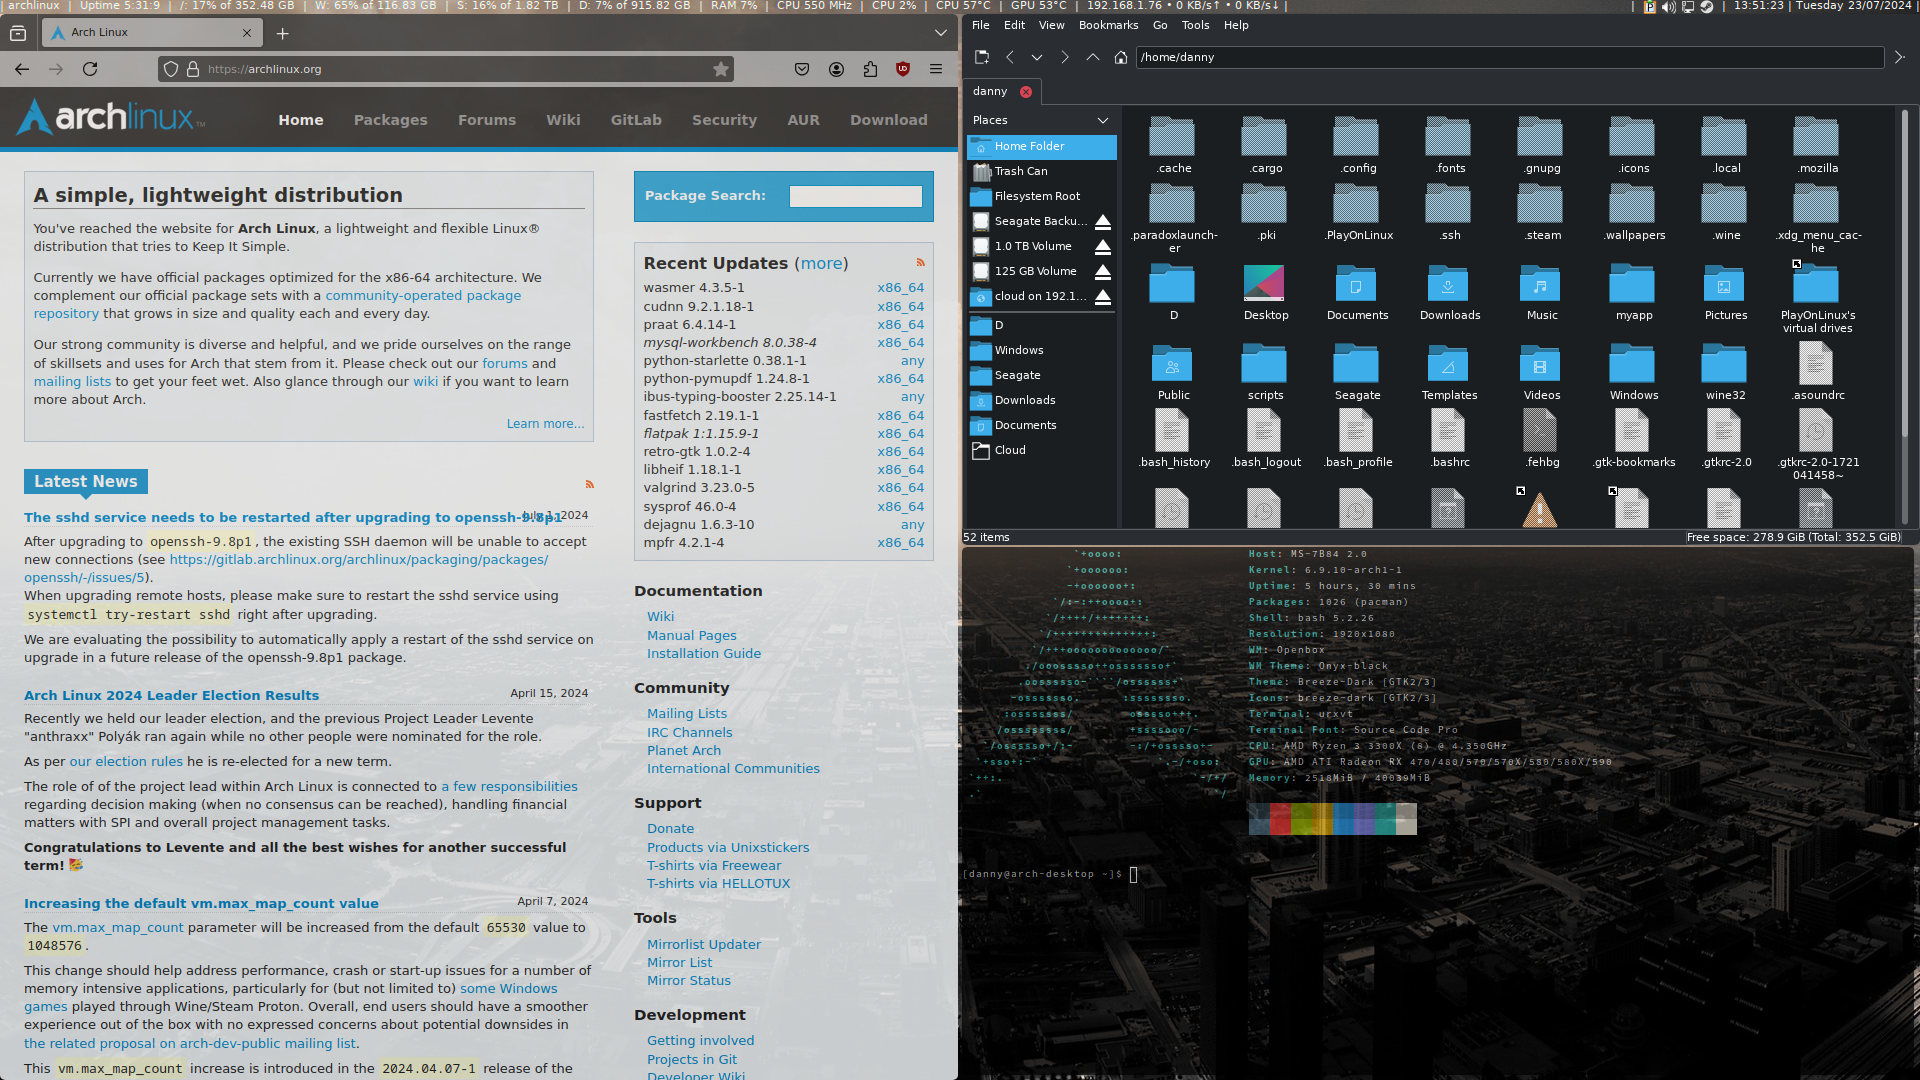 archlinux | Uptime 5:31:9 | /: 17% of 352.48 GB | W: 65% of 116.83 GB | S: 16% of 1.82 TB | D: 7% of 915.82 GB | RAM 7% | CPU 550 MHz | CPU 2% | CPU 57°C | GPU 53°C | 192.168.1.76 • 0 KB/s↑ • 0 KB/s↓ | | 13:51:23 | Tuesday 23/07/2024 |
Arch Linux
https://archlinux.org
archlinux™
Home Packages Forums Wiki GitLab Security AUR Download
A simple, lightweight distribution
You've reached the website for Arch Linux, a lightweight and flexible Linux®
distribution that tries to Keep It Simple.
Currently we have official packages optimized for the x86-64 architecture. We
complement our official package sets with a community-operated package
repository that grows in size and quality each and every day.
Our strong community is diverse and helpful, and we pride ourselves on the range
of skillsets and uses for Arch that stem from it. Please check out our forums and
mailing lists to get your feet wet. Also glance through our wiki if you want to learn
more about Arch.
Learn more...
Latest News
The sshd service needs to be restarted after upgrading to openssh-9.8p1
July 1, 2024
After upgrading to openssh-9.8p1, the existing SSH daemon will be unable to accept
new connections (see https://gitlab.archlinux.org/archlinux/packaging/packages/
openssh/-/issues/5).
When upgrading remote hosts, please make sure to restart the sshd service using
systemctl try-restart sshd right after upgrading.
We are evaluating the possibility to automatically apply a restart of the sshd service on
upgrade in a future release of the openssh-9.8p1 package.
Arch Linux 2024 Leader Election Results
April 15, 2024
Recently we held our leader election, and the previous Project Leader Levente
"anthraxx" Polyák ran again while no other people were nominated for the role.
As per our election rules he is re-elected for a new term.
The role of of the project lead within Arch Linux is connected to a few responsibilities
regarding decision making (when no consensus can be reached), handling financial
matters with SPI and overall project management tasks.
Congratulations to Levente and all the best wishes for another successful
term! 🥳
Increasing the default vm.max_map_count value
April 7, 2024
The vm.max_map_count parameter will be increased from the default 65530 value to
1048576.
This change should help address performance, crash or start-up issues for a number of
memory intensive applications, particularly for (but not limited to) some Windows
games played through Wine/Steam Proton. Overall, end users should have a smoother
experience out of the box with no expressed concerns about potential downsides in
the related proposal on arch-dev-public mailing list.
This vm.max_map_count increase is introduced in the 2024.04.07-1 release of the
Package Search:
Recent Updates (more)
wasmer 4.3.5-1 x86_64
cudnn 9.2.1.18-1 x86_64
praat 6.4.14-1 x86_64
mysql-workbench 8.0.38-4 x86_64
python-starlette 0.38.1-1 any
python-pymupdf 1.24.8-1 x86_64
ibus-typing-booster 2.25.14-1 any
fastfetch 2.19.1-1 x86_64
flatpak 1:1.15.9-1 x86_64
retro-gtk 1.0.2-4 x86_64
libheif 1.18.1-1 x86_64
valgrind 3.23.0-5 x86_64
sysprof 46.0-4 x86_64
dejagnu 1.6.3-10 any
mpfr 4.2.1-4 x86_64
Documentation
Wiki
Manual Pages
Installation Guide
Community
Mailing Lists
IRC Channels
Planet Arch
International Communities
Support
Donate
Products via Unixstickers
T-shirts via Freewear
T-shirts via HELLOTUX
Tools
Mirrorlist Updater
Mirror List
Mirror Status
Development
Getting involved
Projects in Git
Developer Wiki
File Edit View Bookmarks Go Tools Help
/home/danny
danny
Places
Home Folder
Trash Can
Filesystem Root
Seagate Backu...
1.0 TB Volume
125 GB Volume
cloud on 192.1...
D
Windows
Seagate
Downloads
Documents
Cloud
.cache .cargo .config .fonts .gnupg .icons .local .mozilla
.paradoxlaunch-
er
.pki .PlayOnLinux .ssh .steam .wallpapers .wine
.xdg_menu_cac-
he
D Desktop Documents Downloads Music myapp Pictures
PlayOnLinux's
virtual drives
Public scripts Seagate Templates Videos Windows wine32 .asoundrc
.bash_history .bash_logout .bash_profile .bashrc .fehbg .gtk-bookmarks .gtkrc-2.0
.gtkrc-2.0-1721
041458~
52 items
Free space: 278.9 GiB (Total: 352.5 GiB)
Host: MS-7B84 2.0
Kernel: 6.9.10-arch1-1
Uptime: 5 hours, 30 mins
Packages: 1026 (pacman)
Shell: bash 5.2.26
Resolution: 1920x1080
WM: Openbox
WM Theme: Onyx-black
Theme: Breeze-Dark [GTK2/3]
Icons: breeze-dark [GTK2/3]
Terminal: urxvt
Terminal Font: Source Code Pro
CPU: AMD Ryzen 3 3300X (8) @ 4.350GHz
GPU: AMD ATI Radeon RX 470/480/570/570X/580/580X/590
Memory: 2518MiB / 40039MiB
[danny@arch-desktop ~]$